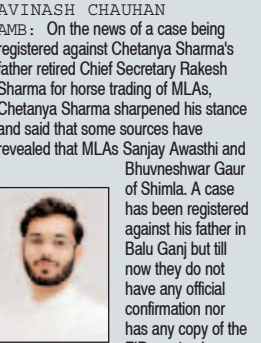 AVINASH CHAUHAN
AMB: On the news of a case being
registered against Chetanya Sharma's
father retired Chief Secretary Rakesh
Sharma for horse trading of MLAs,
Chetanya Sharma sharpened his stance
and said that some sources have
revealed that MLAs Sanjay Awasthi and
Bhuvneshwar Gaur
of Shimla. A case
has been registered
against his father in
Balu Ganj but till
now they do not
have any official
confirmation nor
has any copy of the